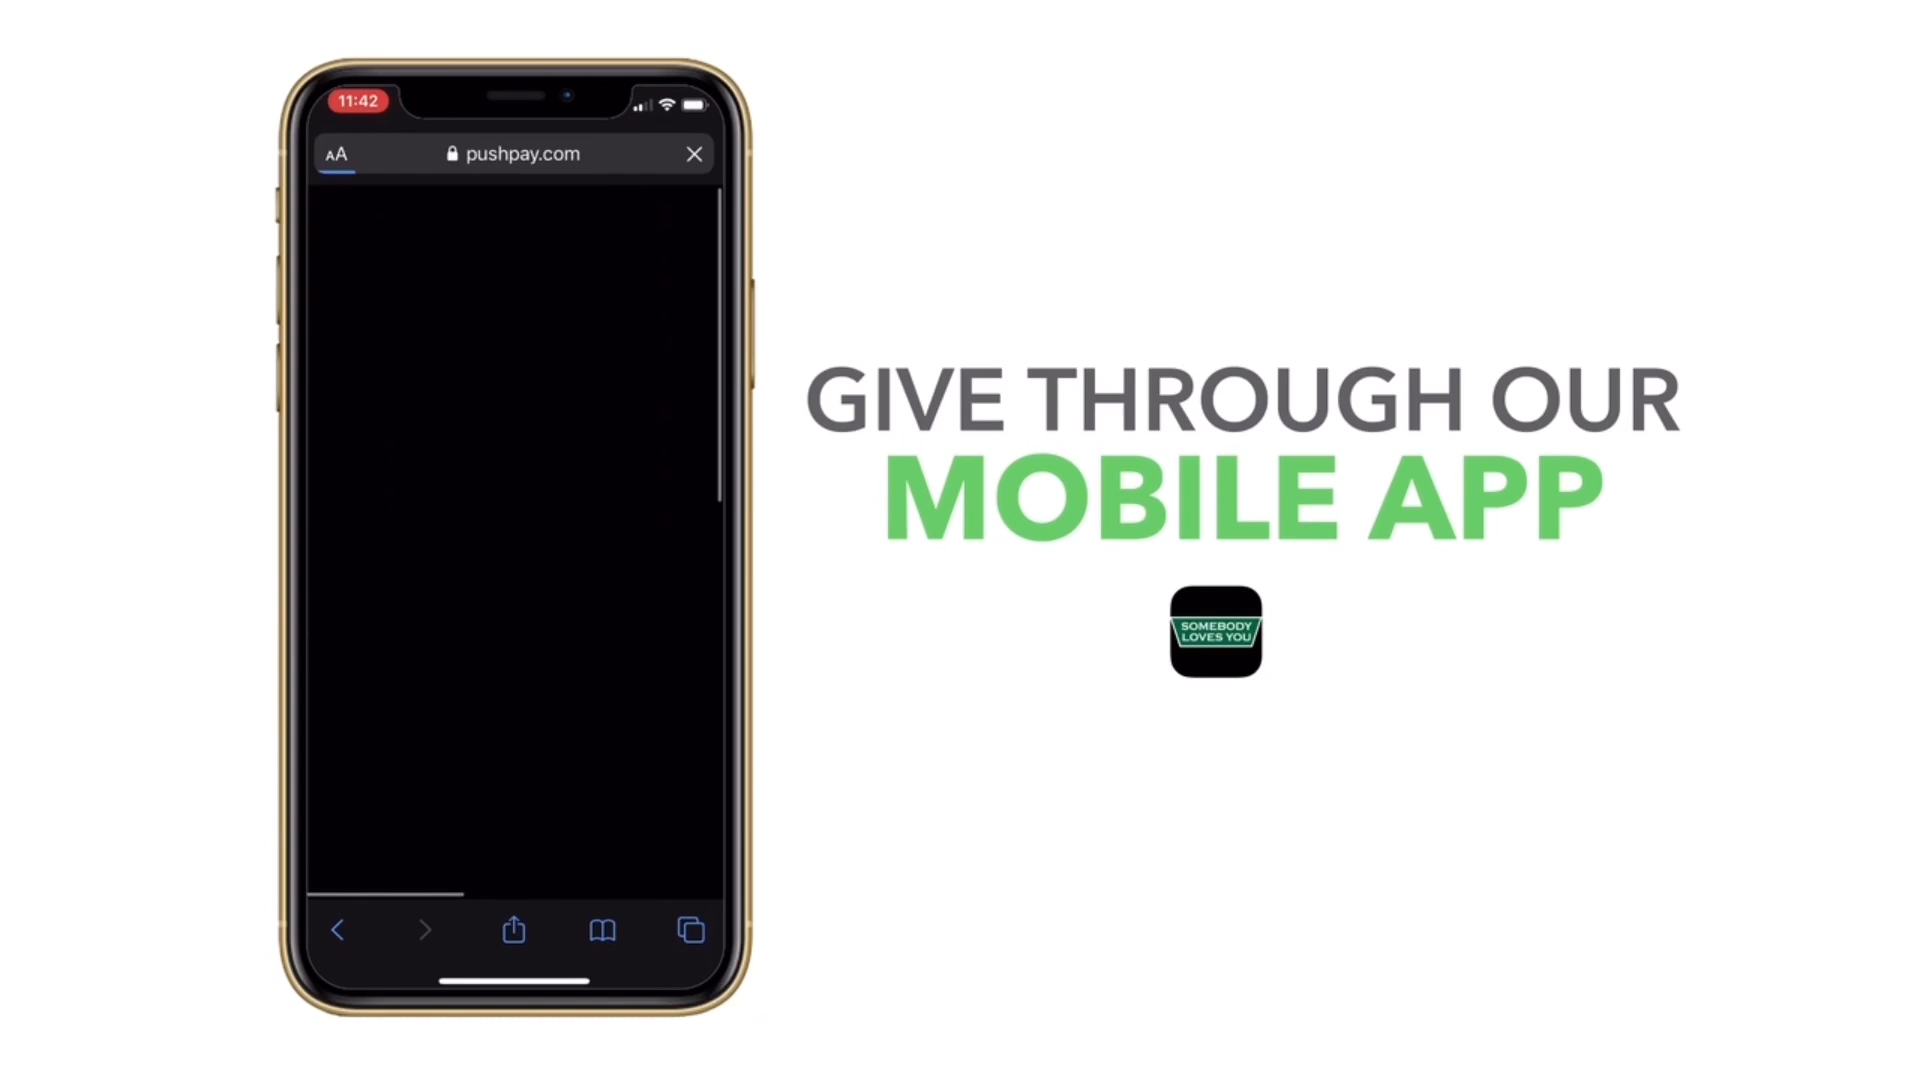 11:42
AA pushpay.com
GIVE THROUGH OUR
MOBILE APP
SOMEBODY
LOVES YOU